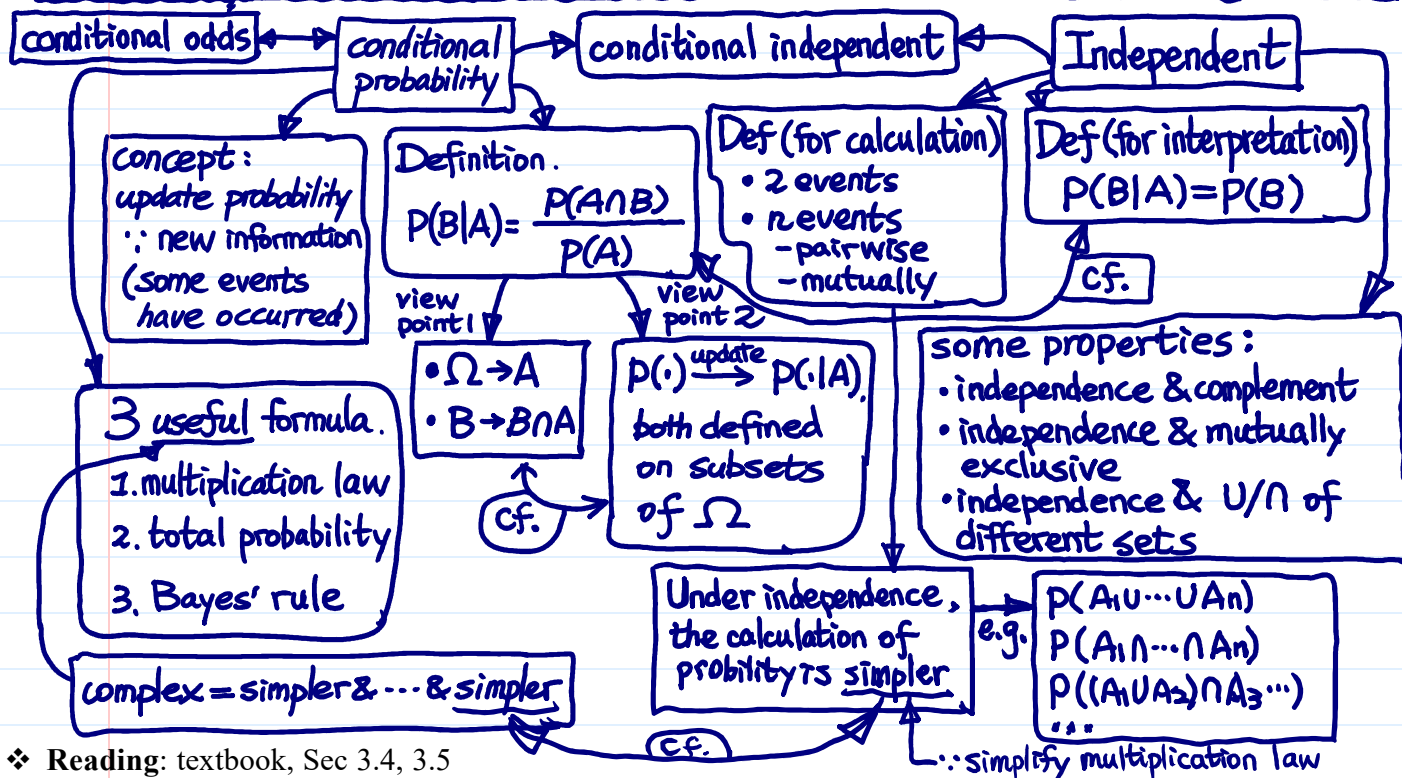 conditional odds
conditional
probability
conditional independent
Independent
concept:
update probability
∵ new information
(some events
have occurred)
Definition.
P(B|A)= P(A∩B)
P(A)
Def (for calculation)
• 2 events
• n events
-pairwise
-mutually
Def (for interpretation)
P(B|A)=P(B)
cf.
view
point 1
view
point 2
• Ω→A
• B→B∩A
cf.
P(·) update→ P(·|A).
both defined
on subsets
of Ω
some properties:
• independence & complement
• independence & mutually
exclusive
• independence & ∪/∩ of
different sets
3 useful formula.
1. multiplication law
2. total probability
3. Bayes' rule
complex = simpler & ··· & simpler
Under independence,
the calculation of
probility is simpler
e.g.
P(A₁∪···∪An)
P(A₁∩···∩An)
P((A₁∪A₂)∩A₃···)
...
cf.
∵ simplify multiplication law
❖ Reading: textbook, Sec 3.4, 3.5